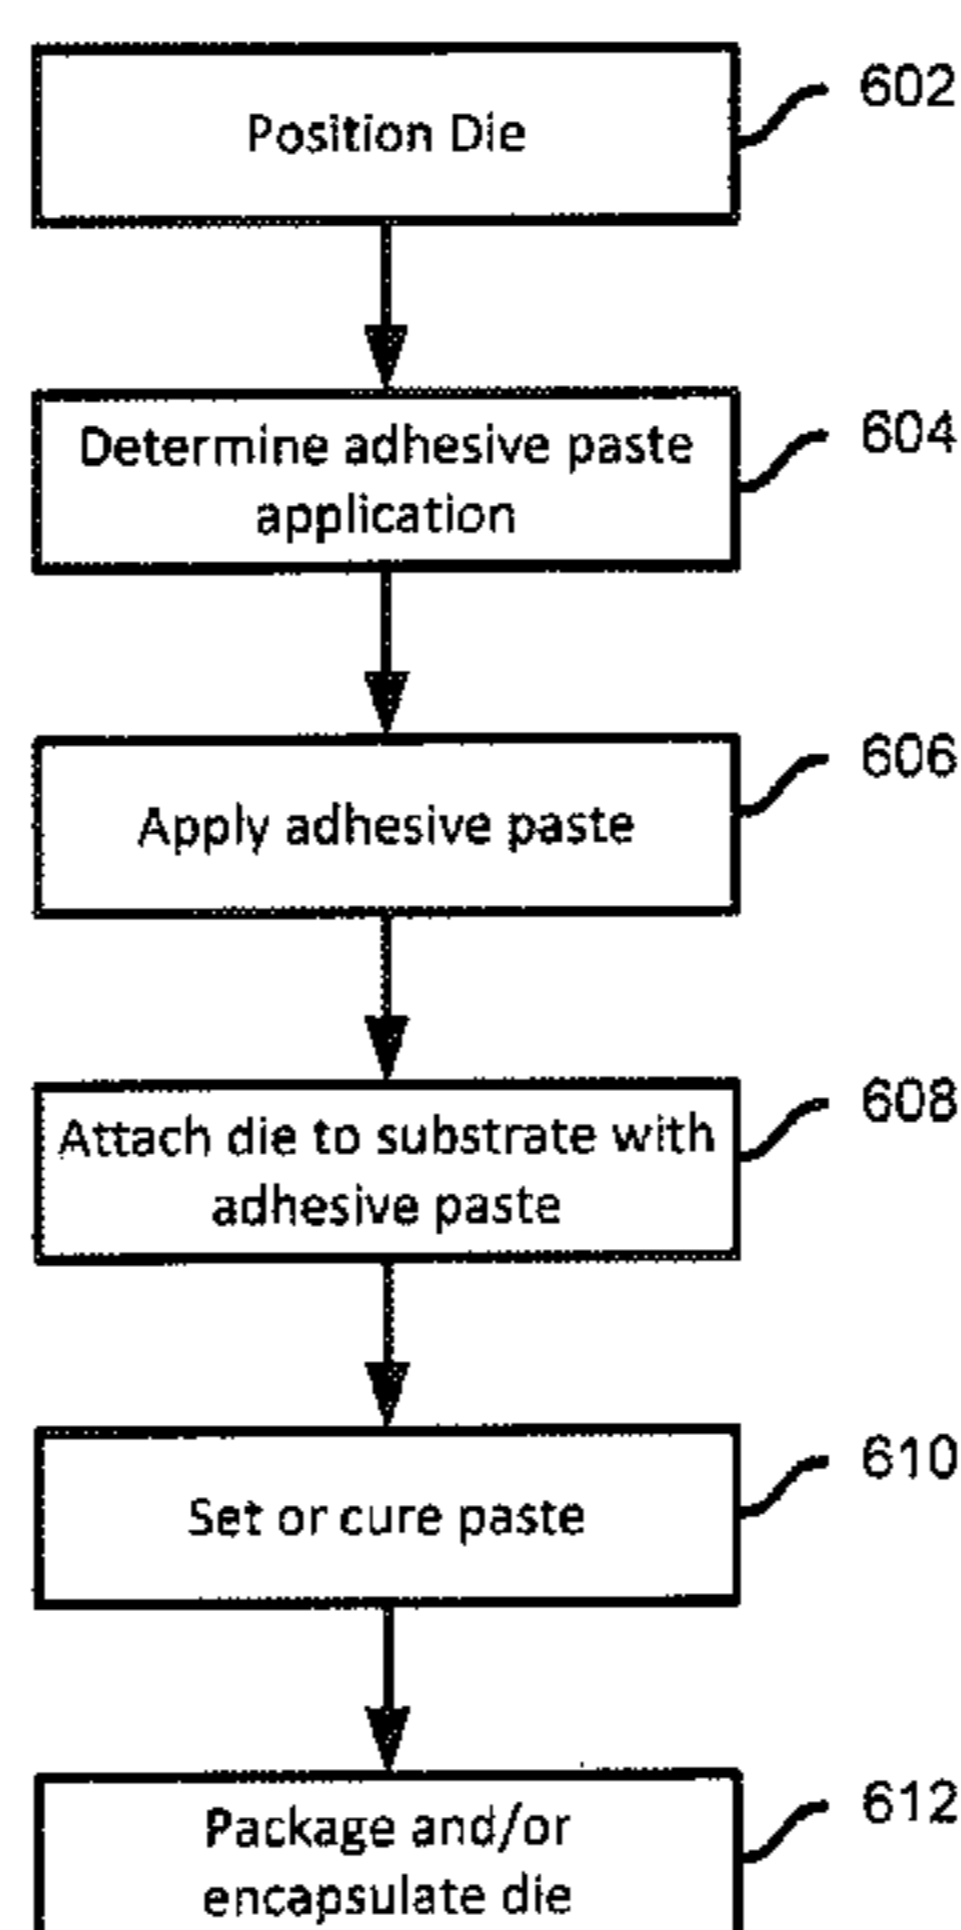 Position Die
602
Determine adhesive paste
application
604
Apply adhesive paste
606
Attach die to substrate with
adhesive paste
608
Set or cure paste
610
Package and/or
encapsulate die
612